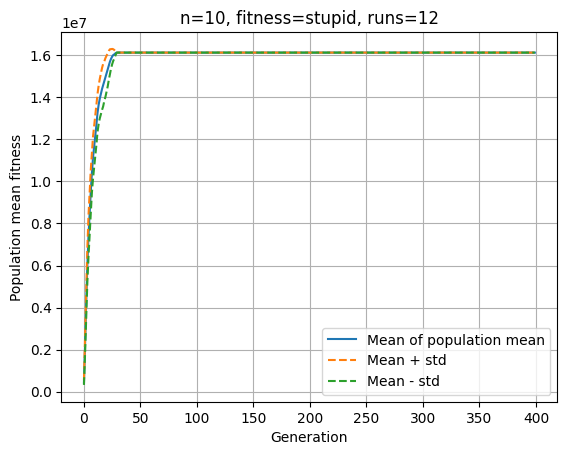 n=10, fitness=stupid, runs=12
1e7
1.6
1.4
1.2
1.0
0.8
0.6
0.4
0.2
0.0
Population mean fitness
Mean of population mean
Mean + std
Mean - std
0 50 100 150 200 250 300 350 400
Generation